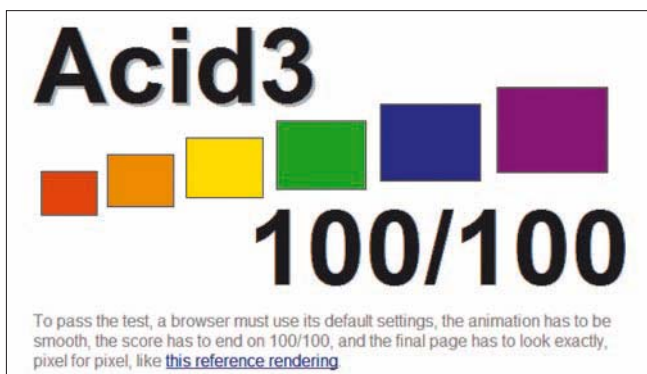 Acid3
100/100
To pass the test, a browser must use its default settings, the animation has to be
smooth, the score has to end on 100/100, and the final page has to look exactly,
pixel for pixel, like this reference rendering.